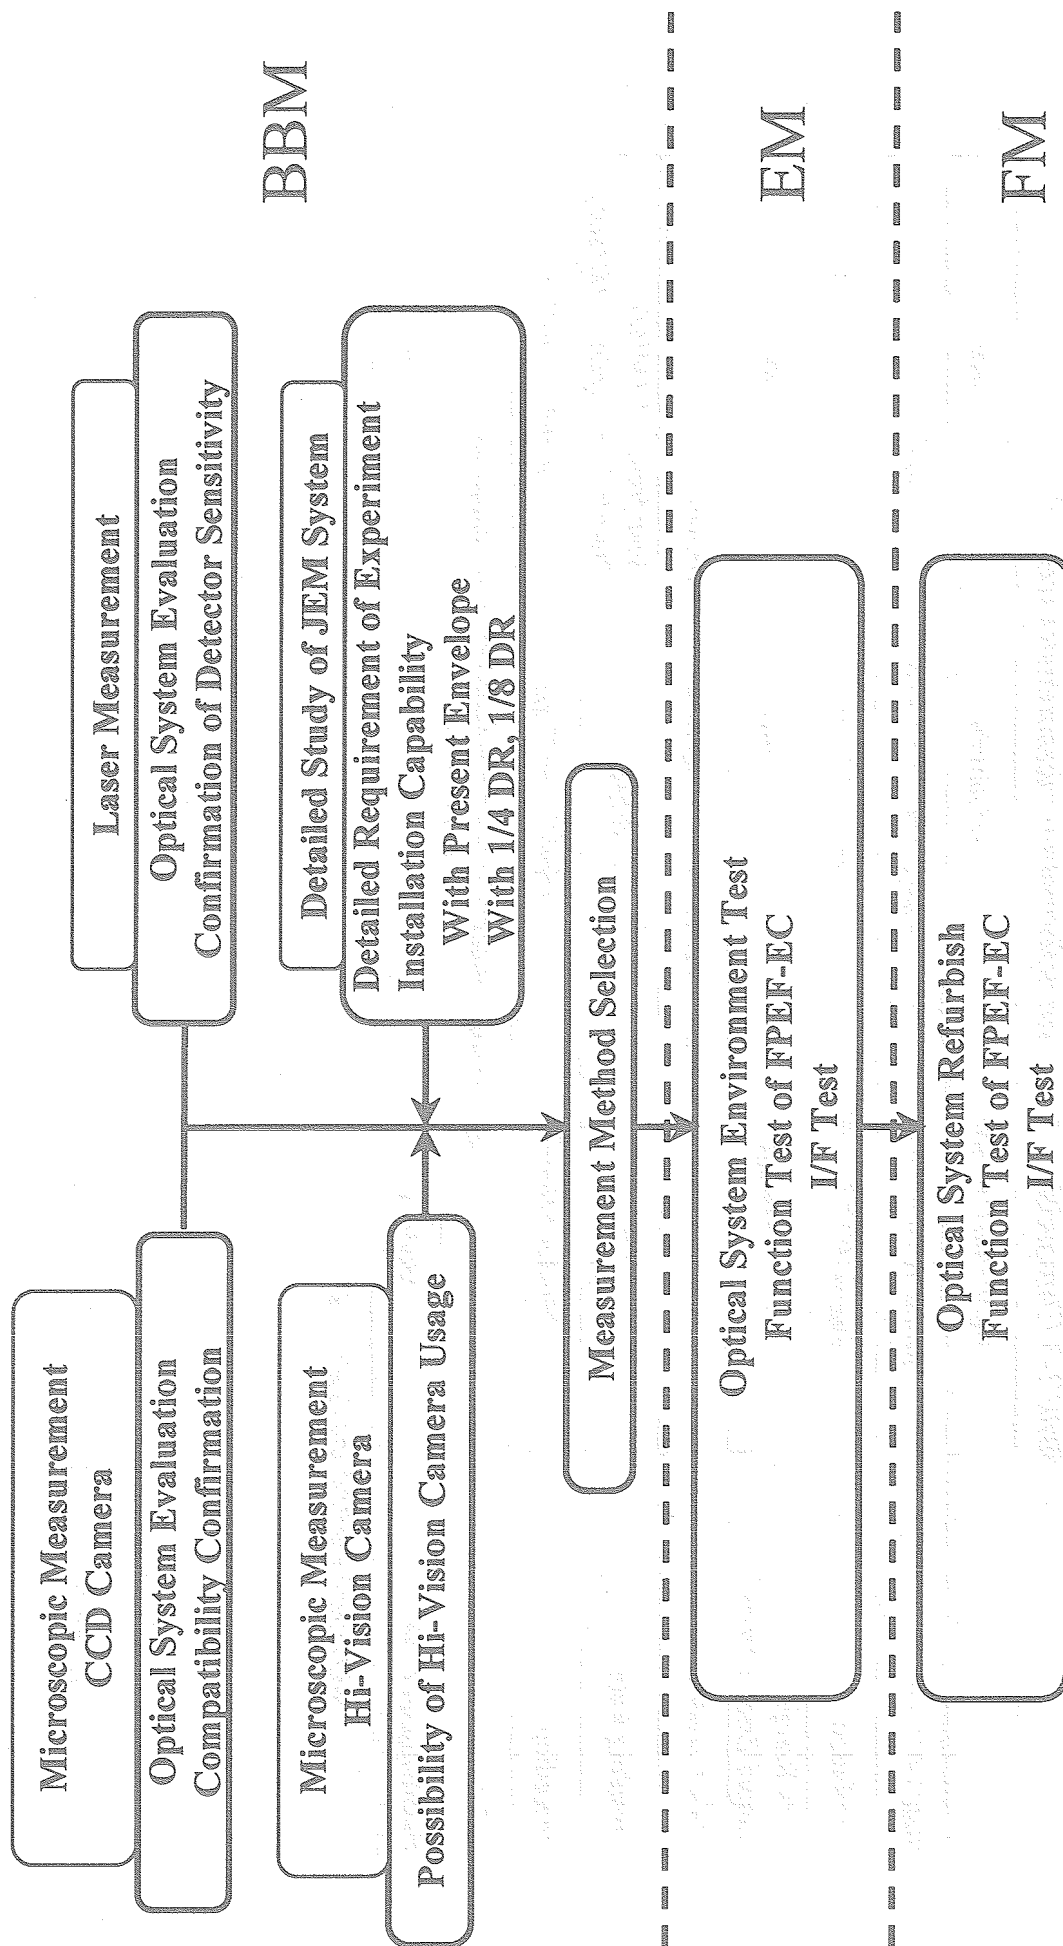 Microscopic Measurement
CCD Camera
Optical System Evaluation
Compatibility Confirmation
Laser Measurement
Optical System Evaluation
Confirmation of Detector Sensitivity
BBM
Microscopic Measurement
Hi-Vision Camera
Possibility of Hi-Vision Camera Usage
Detailed Study of JEM System
Detailed Requirement of Experiment
Installation Capability
With Present Envelope
With 1/4 DR, 1/8 DR
Measurement Method Selection
Optical System Environment Test
Function Test of FPEF-EC
I/F Test
EM
Optical System Refurbish
Function Test of FPEF-EC
I/F Test
FM